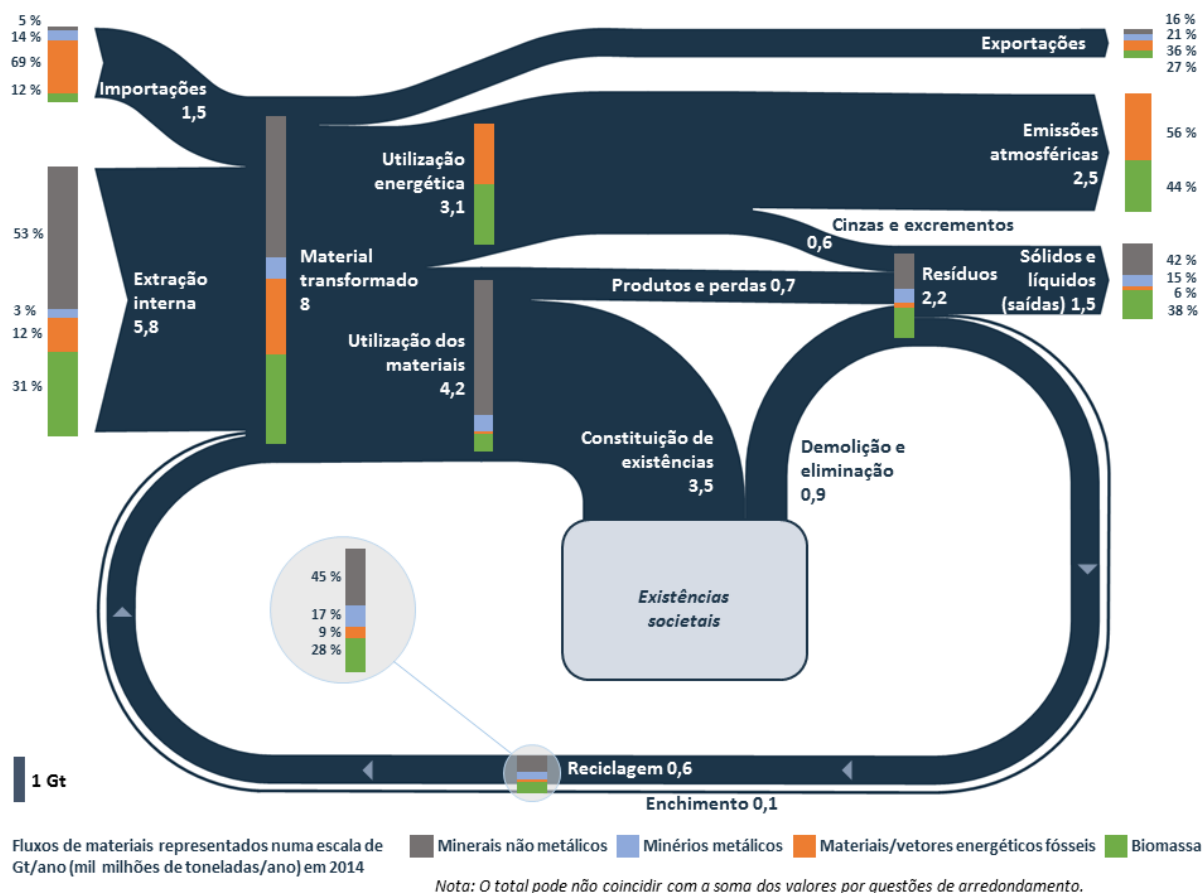 5 %
14 %
69 %
12 %
Importações
1,5
Exportações
16 %
21 %
36 %
27 %
53 %
3 %
12 %
31 %
Extração
interna
5,8
Material
transformado
8
Utilização
energética
3,1
Emissões
atmosféricas
2,5
56 %
44 %
Cinzas e excrementos
0,6
Produtos e perdas 0,7
Resíduos
2,2
Sólidos e
líquidos
(saídas) 1,5
42 %
15 %
6 %
38 %
Utilização dos
materiais
4,2
Constituição de
existências
3,5
Demolição e
eliminação
0,9
Existências
societais
45 %
17 %
9 %
28 %
Reciclagem 0,6
Enchimento 0,1
1 Gt
Fluxos de materiais representados numa escala de
Gt/ano (mil milhões de toneladas/ano) em 2014
Minerais não metálicos
Minérios metálicos
Materiais/vetores energéticos fósseis
Biomassa
Nota: O total pode não coincidir com a soma dos valores por questões de arredondamento.